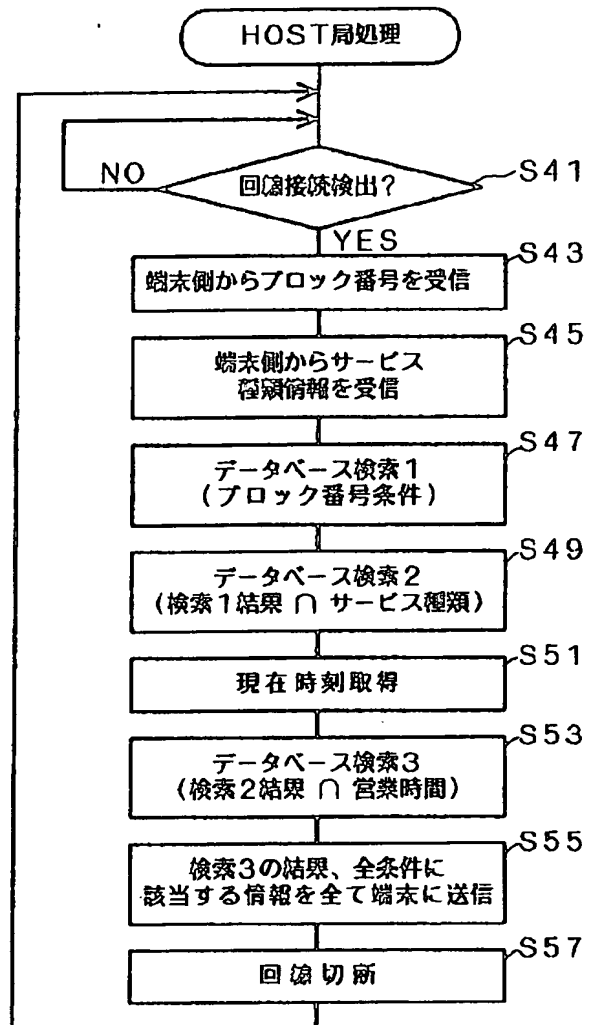 HOST局処理
NO
回線接続検出?
S41
YES
S43
端末側からブロック番号を受信
S45
端末側からサービス
種類情報を受信
S47
データベース検索1
(ブロック番号条件)
S49
データベース検索2
(検索1結果 ∩ サービス種類)
S51
現在時刻取得
S53
データベース検索3
(検索2結果 ∩ 営業時間)
S55
検索3の結果、全条件に
該当する情報を全て端末に送信
S57
回線切断